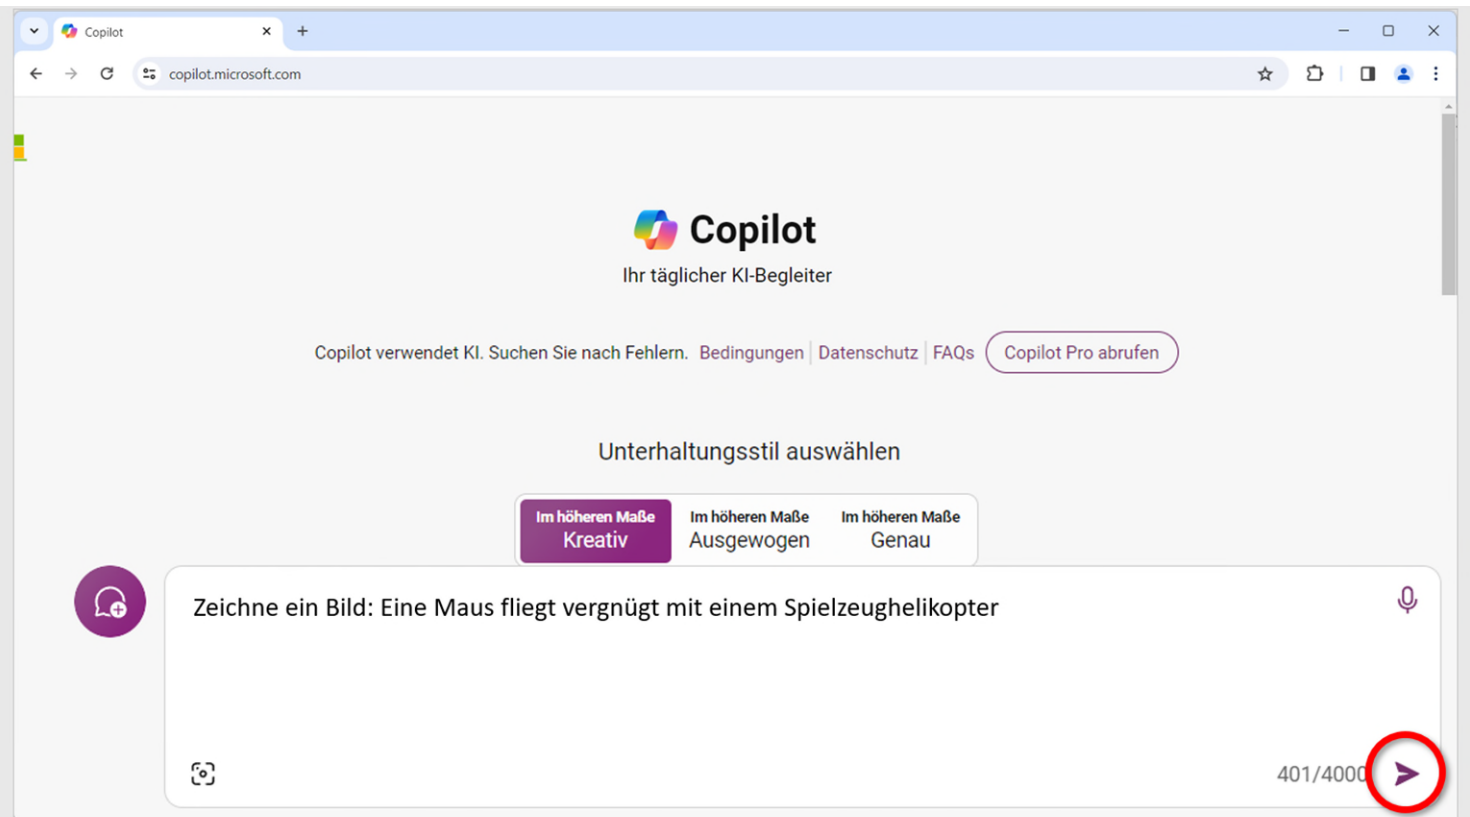 Copilot
copilot.microsoft.com
Copilot
Ihr täglicher KI-Begleiter
Copilot verwendet KI. Suchen Sie nach Fehlern. Bedingungen Datenschutz FAQs Copilot Pro abrufen
Unterhaltungsstil auswählen
Im höheren Maße Kreativ
Im höheren Maße Ausgewogen
Im höheren Maße Genau
Zeichne ein Bild: Eine Maus fliegt vergnügt mit einem Spielzeughelikopter
401/4000